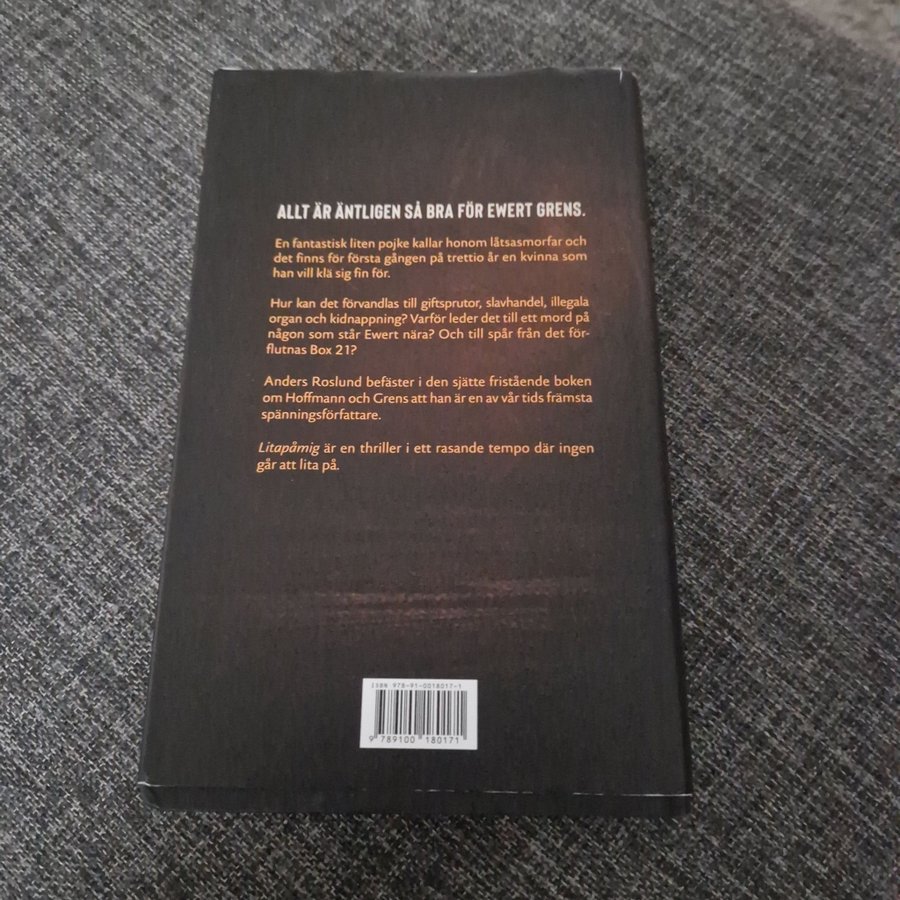 ALLT ÄR ÄNTLIGEN SÅ BRA FÖR EWERT GRENS.
En fantastisk liten pojke kallar honom låtsasmorfar och
det finns för första gången på trettio år en kvinna som
han vill klä sig fin för.
Hur kan det förvandlas till giftsprutor, slavhandel, illegala
organ och kidnappning? Varför leder det till ett mord på
någon som står Ewert nära? Och till spår från det för-
flutnas Box 21?
Anders Roslund befäster i den sjätte fristående boken
om Hoffmann och Grens att han är en av vår tids främsta
spänningsförfattare.
Litapåmig är en thriller i ett rasande tempo där ingen
går att lita på.
ISBN 978-91-0018017-1
9 789100 180171